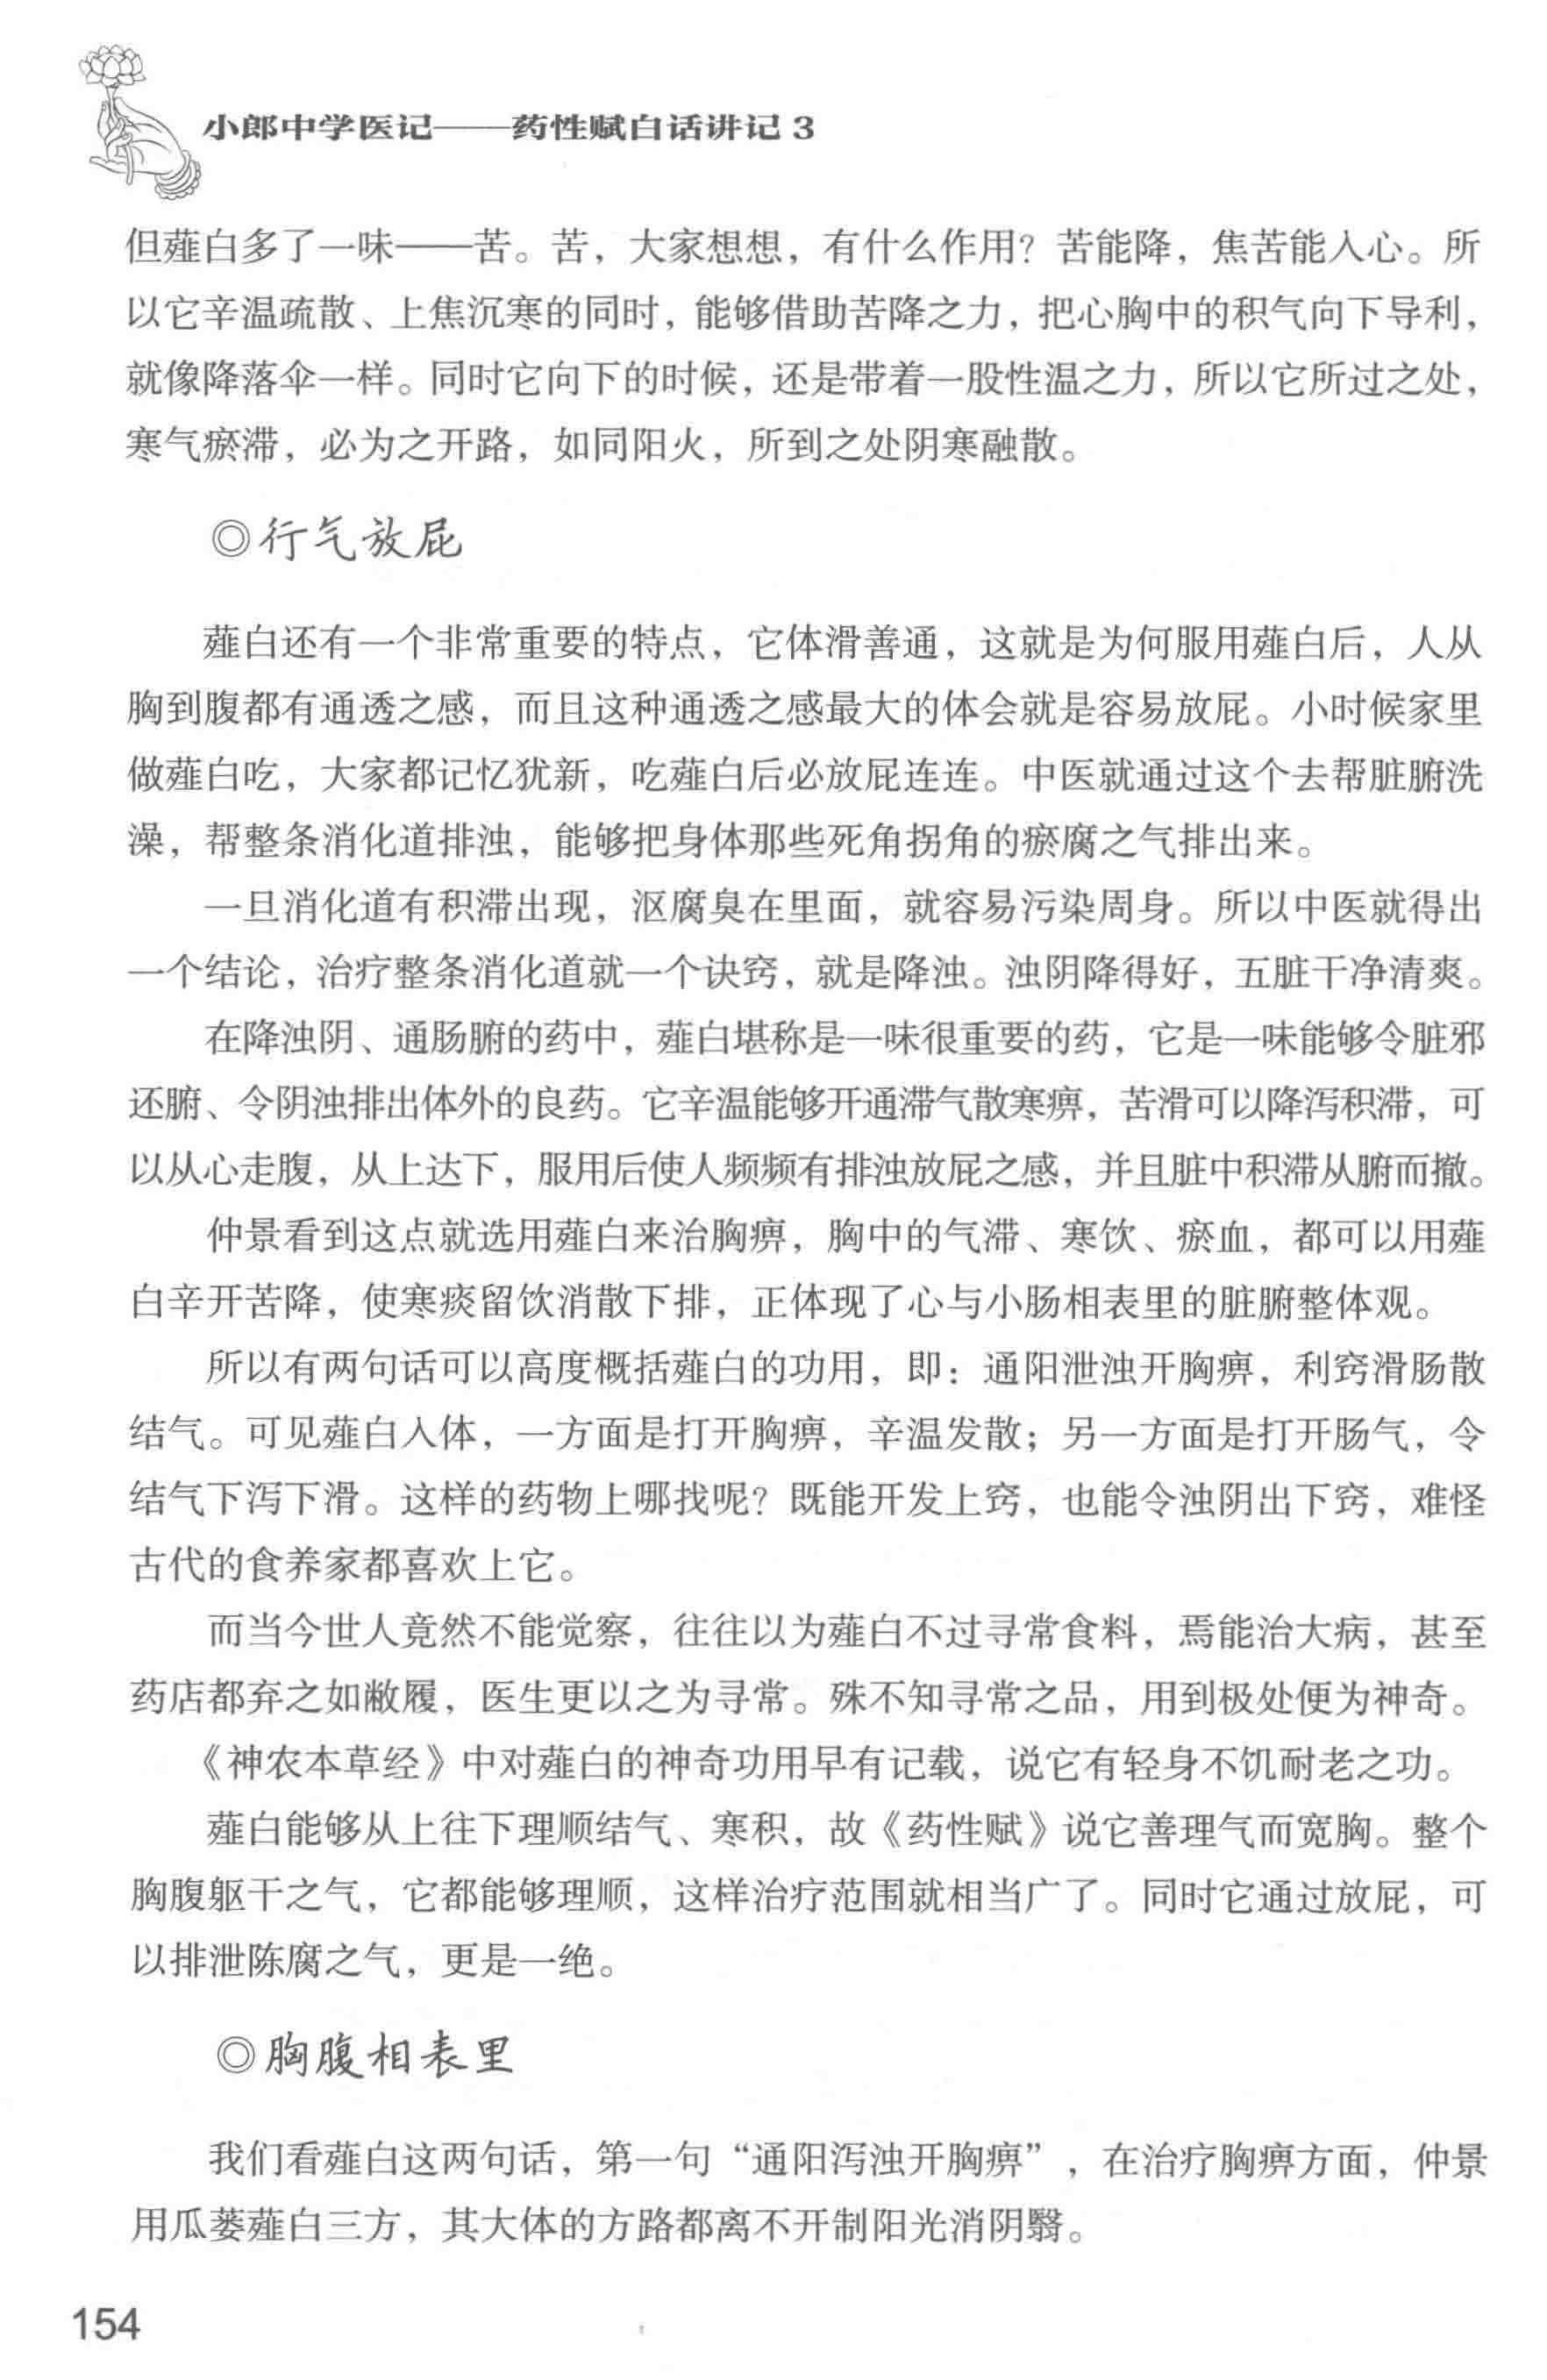 小郎中学医记——药性赋白话讲记 3
但薤白多了一味——苦。苦，大家想想，有什么作用？苦能降，焦苦能入心。所
以它辛温疏散、上焦沉寒的同时，能够借助苦降之力，把心胸中的积气向下导利，
就像降落伞一样。同时它向下的时候，还是带着一股性温之力，所以它所过之处，
寒气瘀滞，必为之开路，如同阳火，所到之处阴寒融散。
◎行气放屁
薤白还有一个非常重要的特点，它体滑善通，这就是为何服用薤白后，人从
胸到腹都有通透之感，而且这种通透之感最大的体会就是容易放屁。小时候家里
做薤白吃，大家都记忆犹新，吃薤白后必放屁连连。中医就通过这个去帮脏腑洗
澡，帮整条消化道排浊，能够把身体那些死角拐角的瘀腐之气排出来。
一旦消化道有积滞出现，沤腐臭在里面，就容易污染周身。所以中医就得出
一个结论，治疗整条消化道就一个诀窍，就是降浊。浊阴降得好，五脏干净清爽。
在降浊阴、通肠腑的药中，薤白堪称是一味很重要的药，它是一味能够令脏邪
还腑、令阴浊排出体外的良药。它辛温能够开通滞气散寒痹，苦滑可以降泻积滞，可
以从心走腹，从上达下，服用后使人频频有排浊放屁之感，并且脏中积滞从腑而撤。
仲景看到这点就选用薤白来治胸痹，胸中的气滞、寒饮、瘀血，都可以用薤
白辛开苦降，使寒痰留饮消散下排，正体现了心与小肠相表里的脏腑整体观。
所以有两句话可以高度概括薤白的功用，即：通阳泄浊开胸痹，利窍滑肠散
结气。可见薤白入体，一方面是打开胸痹，辛温发散；另一方面是打开肠气，令
结气下泻下滑。这样的药物上哪找呢？既能开发上窍，也能令浊阴出下窍，难怪
古代的食养家都喜欢上它。
而当今世人竟然不能觉察，往往以为薤白不过寻常食料，焉能治大病，甚至
药店都弃之如敝履，医生更以之为寻常。殊不知寻常之品，用到极处便为神奇。
《神农本草经》中对薤白的神奇功用早有记载，说它有轻身不饥耐老之功。
薤白能够从上往下理顺结气、寒积，故《药性赋》说它善理气而宽胸。整个
胸腹躯干之气，它都能够理顺，这样治疗范围就相当广了。同时它通过放屁，可
以排泄陈腐之气，更是一绝。
◎胸腹相表里
我们看薤白这两句话，第一句“通阳泻浊开胸痹”，在治疗胸痹方面，仲景
用瓜蒌薤白三方，其大体的方路都离不开制阳光消阴翳。
154